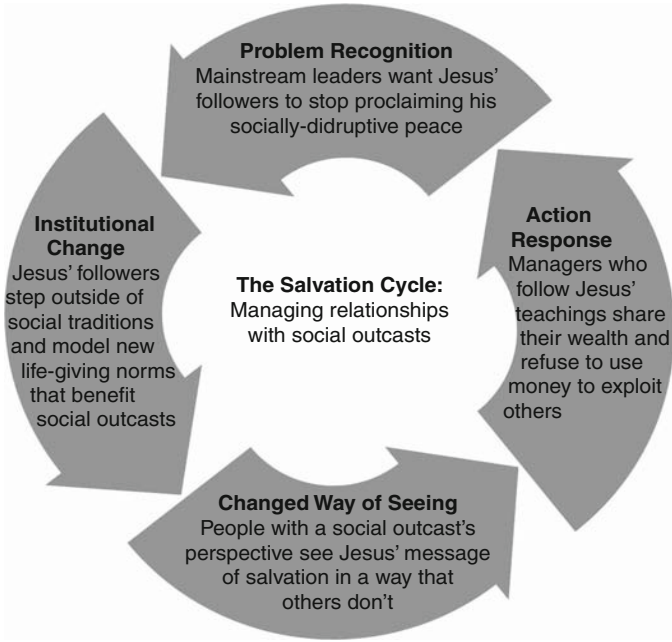 Problem Recognition
Mainstream leaders want Jesus'
followers to stop proclaiming his
socially-didruptive peace
Institutional
Change
Jesus' followers
step outside of
social traditions
and model new
life-giving norms
that benefit
social outcasts
The Salvation Cycle:
Managing relationships
with social outcasts
Action
Response
Managers who
follow Jesus'
teachings share
their wealth and
refuse to use
money to exploit
others
Changed Way of Seeing
People with a social outcast's
perspective see Jesus' message
of salvation in a way that
others don't